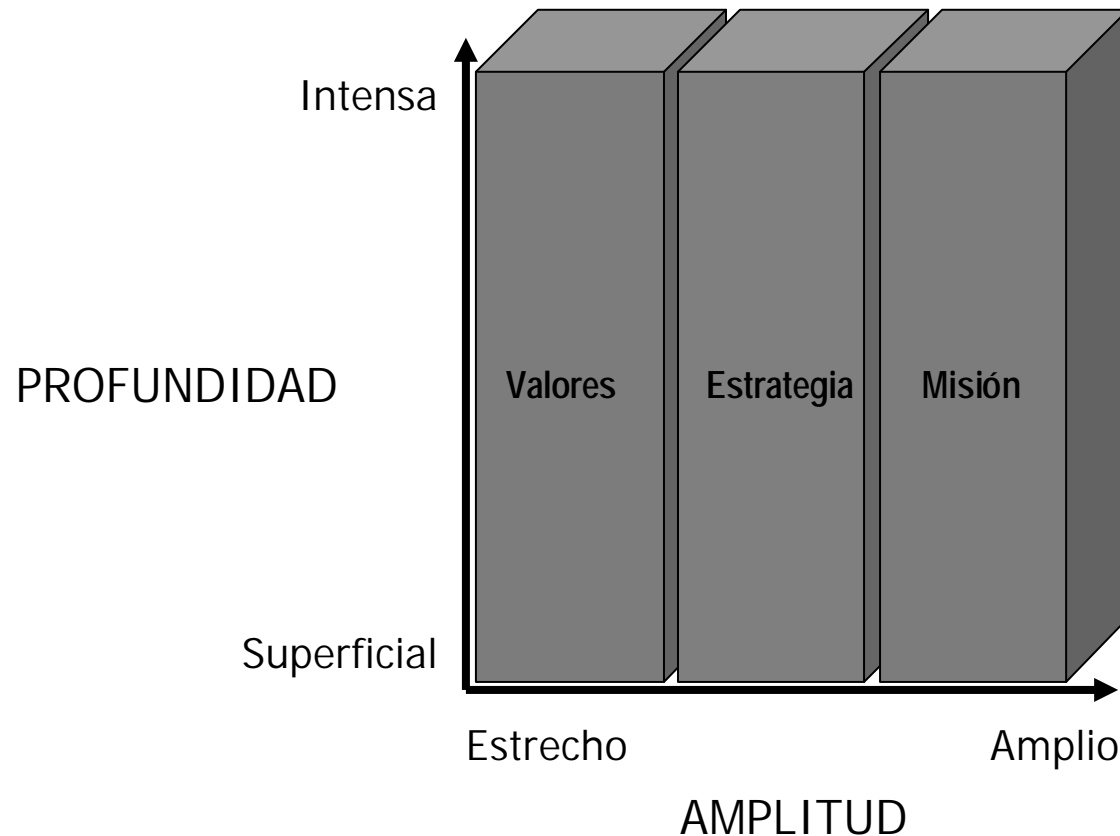 Intensa
PROFUNDIDAD
Valores
Estrategia
Misión
Superficial
Estrecho
Amplio
AMPLITUD